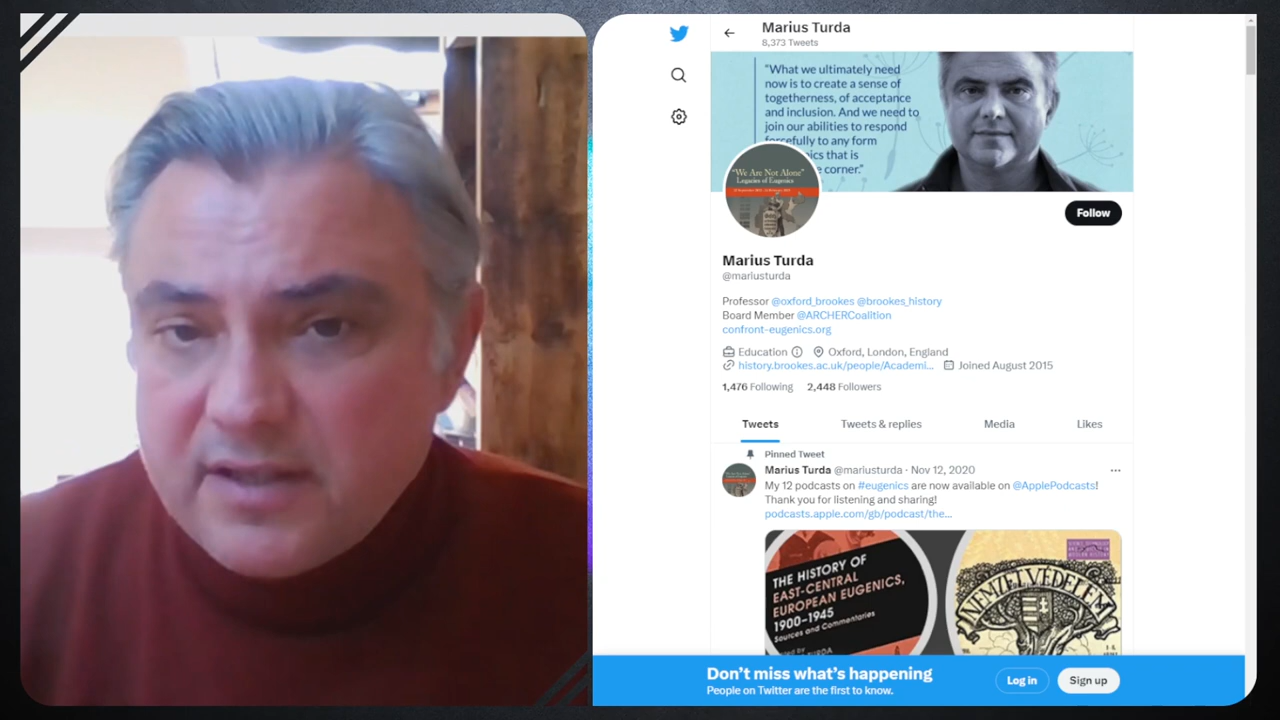 Marius Turda
8,373 Tweets
"What we ultimately need
now is to create a sense of
togetherness, of acceptance
and inclusion. And we need to
join our abilities to respond
forcefully to any form
ics that is
corner."
"We Are Not Alone"
Legacies of Eugenics
Follow
Marius Turda
@mariusturda
Professor @oxford_brookes @brookes_history
Board Member @ARCHERCoalition
confront-eugenics.org
Education Oxford, London, England
history.brookes.ac.uk/people/Academi... Joined August 2015
1,476 Following 2,448 Followers
Tweets Tweets & replies Media Likes
Pinned Tweet
Marius Turda @mariusturda · Nov 12, 2020
My 12 podcasts on #eugenics are now available on @ApplePodcasts!
Thank you for listening and sharing!
podcasts.apple.com/gb/podcast/the...
THE HISTORY OF
EAST-CENTRAL
EUROPEAN EUGENICS,
1900–1945
Sources and Commentaries
NEMZETVÉDELEM
Don't miss what's happening
People on Twitter are the first to know.
Log in
Sign up